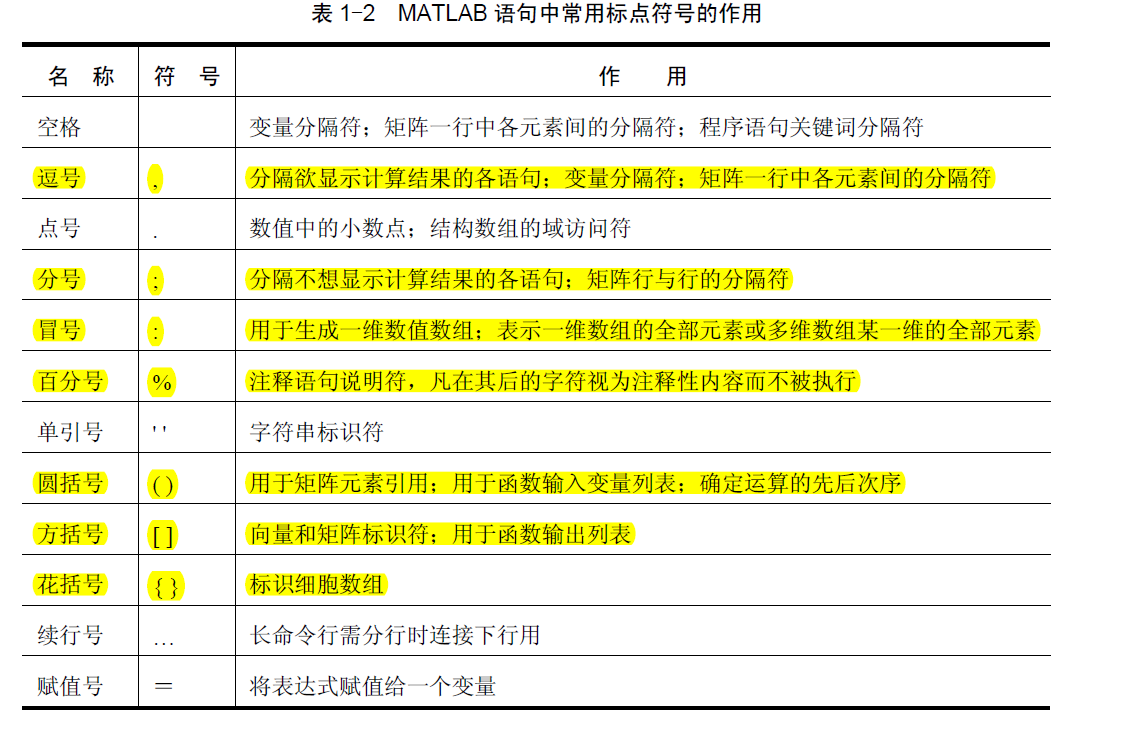 表 1-2 MATLAB 语句中常用标点符号的作用
名 称 符 号 作 用
空格 变量分隔符；矩阵一行中各元素间的分隔符；程序语句关键词分隔符
逗号 , 分隔欲显示计算结果的各语句；变量分隔符；矩阵一行中各元素间的分隔符
点号 . 数值中的小数点；结构数组的域访问符
分号 ; 分隔不想显示计算结果的各语句；矩阵行与行的分隔符
冒号 : 用于生成一维数值数组；表示一维数组的全部元素或多维数组某一维的全部元素
百分号 % 注释语句说明符，凡在其后的字符视为注释性内容而不被执行
单引号 ' ' 字符串标识符
圆括号 ( ) 用于矩阵元素引用；用于函数输入变量列表；确定运算的先后次序
方括号 [ ] 向量和矩阵标识符；用于函数输出列表
花括号 { } 标识细胞数组
续行号 … 长命令行需分行时连接下行用
赋值号 ＝ 将表达式赋值给一个变量